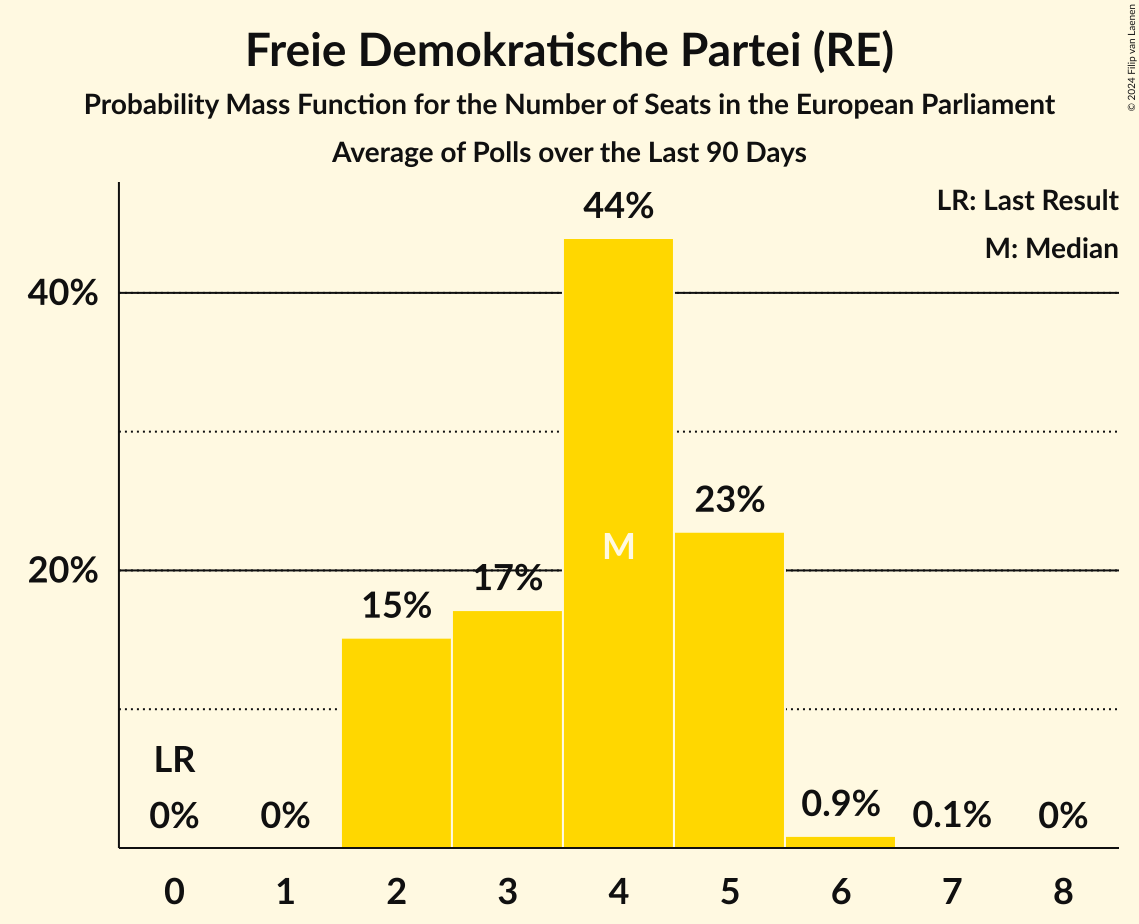 Freie Demokratische Partei (RE)
Probability Mass Function for the Number of Seats in the European Parliament
Average of Polls over the Last 90 Days
© 2024 Filip van Laenen
LR: Last Result
M: Median
44%
40%
23%
M
20%
17%
15%
LR
0%
0%
0.9%
0.1%
0%
0 1 2 3 4 5 6 7 8